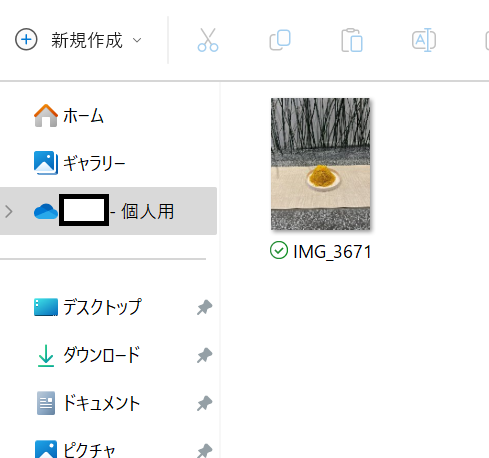 新規作成
ホーム
ギャラリー
- 個人用
デスクトップ
ダウンロード
ドキュメント
ピクチャ
IMG_3671